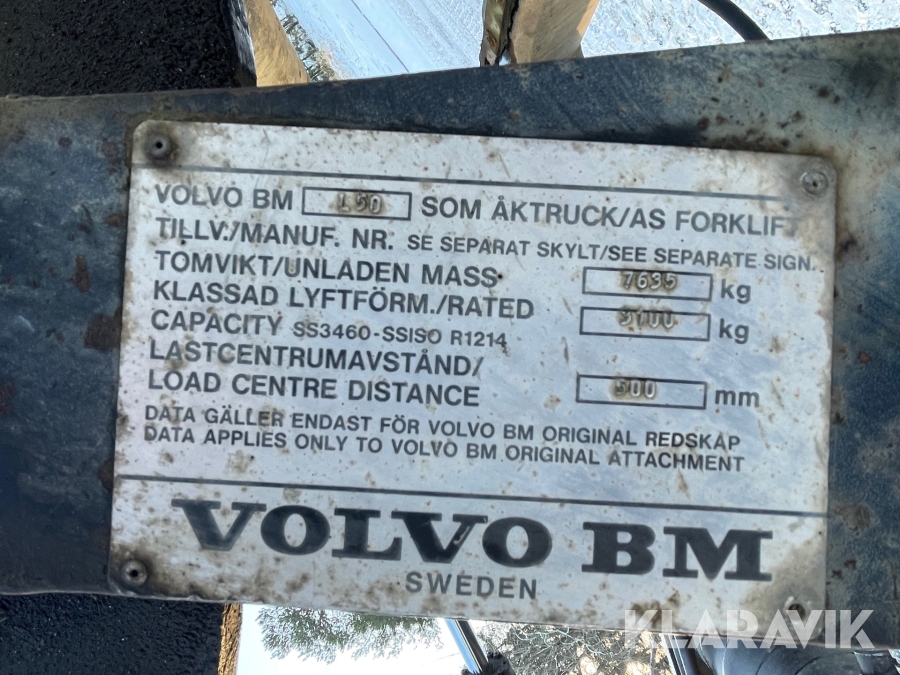 VOLVO BM L50 SOM ÅKTRUCK/AS FORKLIFT
TILLV./MANUF. NR. SE SEPARAT SKYLT/SEE SEPARATE SIGN.
TOMVIKT/UNLADEN MASS 7635 kg
KLASSAD LYFTFÖRM./RATED
CAPACITY SS3460-SSISO R1214 3100 kg
LASTCENTRUMAVSTÅND/
LOAD CENTRE DISTANCE 500 mm
DATA GÄLLER ENDAST FÖR VOLVO BM ORIGINAL REDSKAP
DATA APPLIES ONLY TO VOLVO BM ORIGINAL ATTACHMENT
VOLVO BM
SWEDEN
KLARAVIK